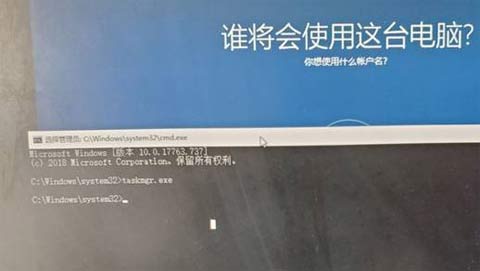 谁将会使用这台电脑?
你想使用什么帐户名?
选择管理员: C:\Windows\system32\cmd.exe
Microsoft Windows [版本 10.0.17763.737]
(c) 2018 Microsoft Corporation。保留所有权利。
C:\Windows\system32>taskmgr.exe
C:\Windows\system32>